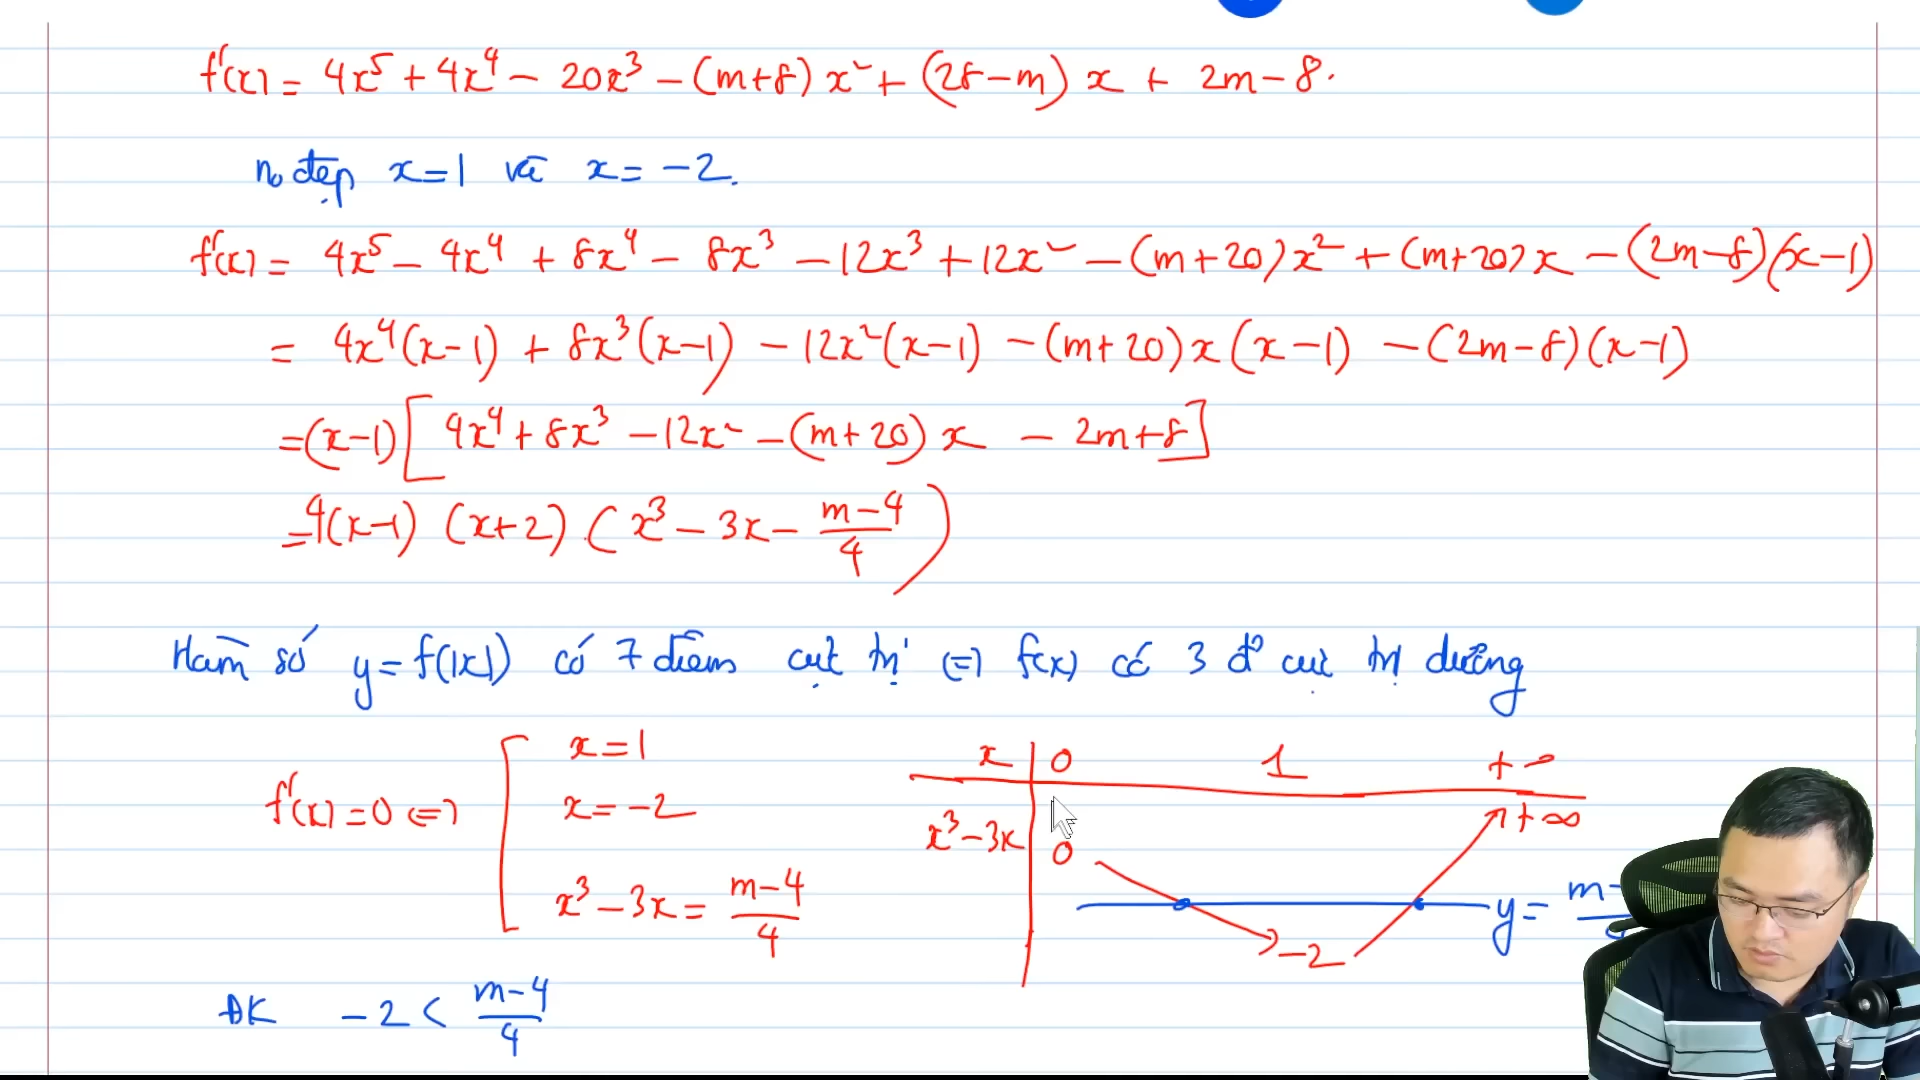 f'(x) = 4x⁵ + 4x⁴ − 20x³ − (m+8) x² + (28−m) x + 2m − 8.
no đẹp x=1 và x = −2.
f'(x) = 4x⁵ − 4x⁴ + 8x⁴ − 8x³ − 12x³ + 12x² − (m+20)x² + (m+20)x − (2m−8)(x−1)
= 4x⁴(x−1) + 8x³(x−1) − 12x²(x−1) − (m+20)x(x−1) − (2m−8)(x−1)
=(x−1)[4x⁴ + 8x³ − 12x² − (m+20) x − 2m+8]
=4(x−1) (x+2).(x³ − 3x − (m−4)/4)
Hàm số y = f(|x|) có 7 điểm cực trị (=) f(x) có 3 đ² cực trị dương
f'(x) = 0 (=)
x=1
x = −2
x³ − 3x = (m−4)/4
x 0 1 +∞
x³−3x 0 −2 +∞
y =
ĐK −2 < (m−4)/4